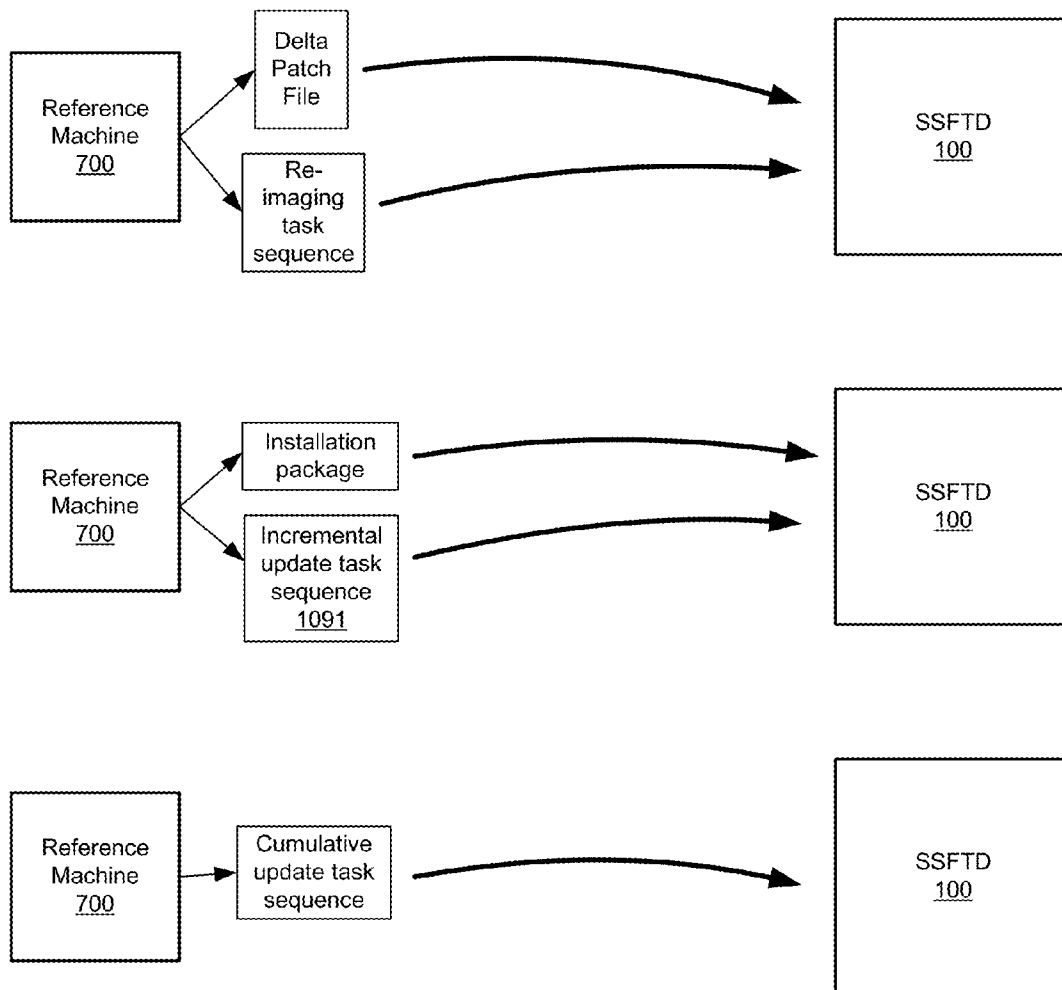 Reference
Machine
700
Delta
Patch
File
Re-
imaging
task
sequence
SSFTD
100
Reference
Machine
700
Installation
package
Incremental
update task
sequence
1091
SSFTD
100
Reference
Machine
700
Cumulative
update task
sequence
SSFTD
100